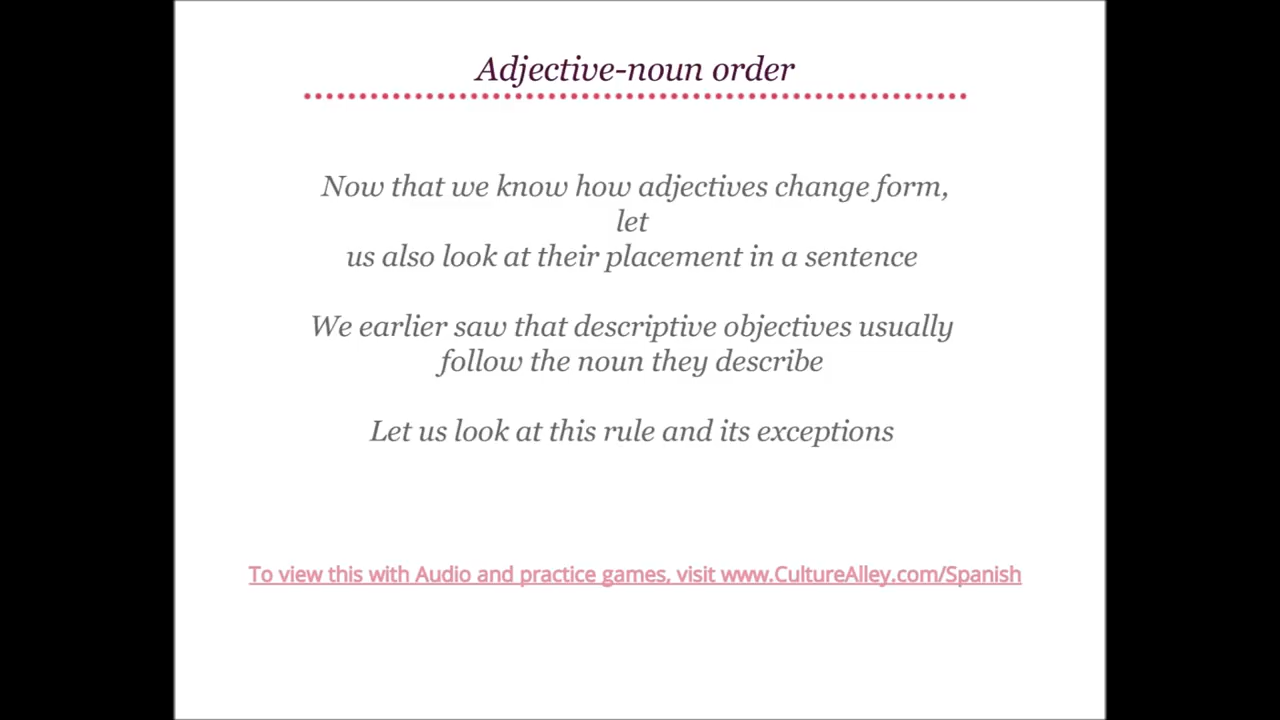 Adjective-noun order
Now that we know how adjectives change form,
let
us also look at their placement in a sentence
We earlier saw that descriptive objectives usually
follow the noun they describe
Let us look at this rule and its exceptions
To view this with Audio and practice games, visit www.CultureAlley.com/Spanish